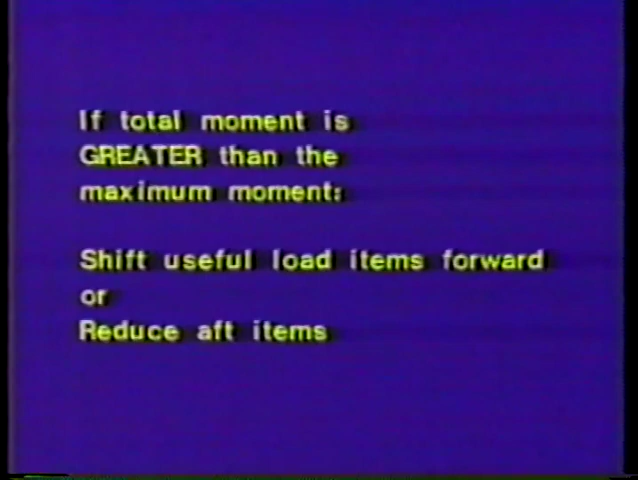 If total moment is
GREATER than the
maximum moment:
Shift useful load items forward
or
Reduce aft items